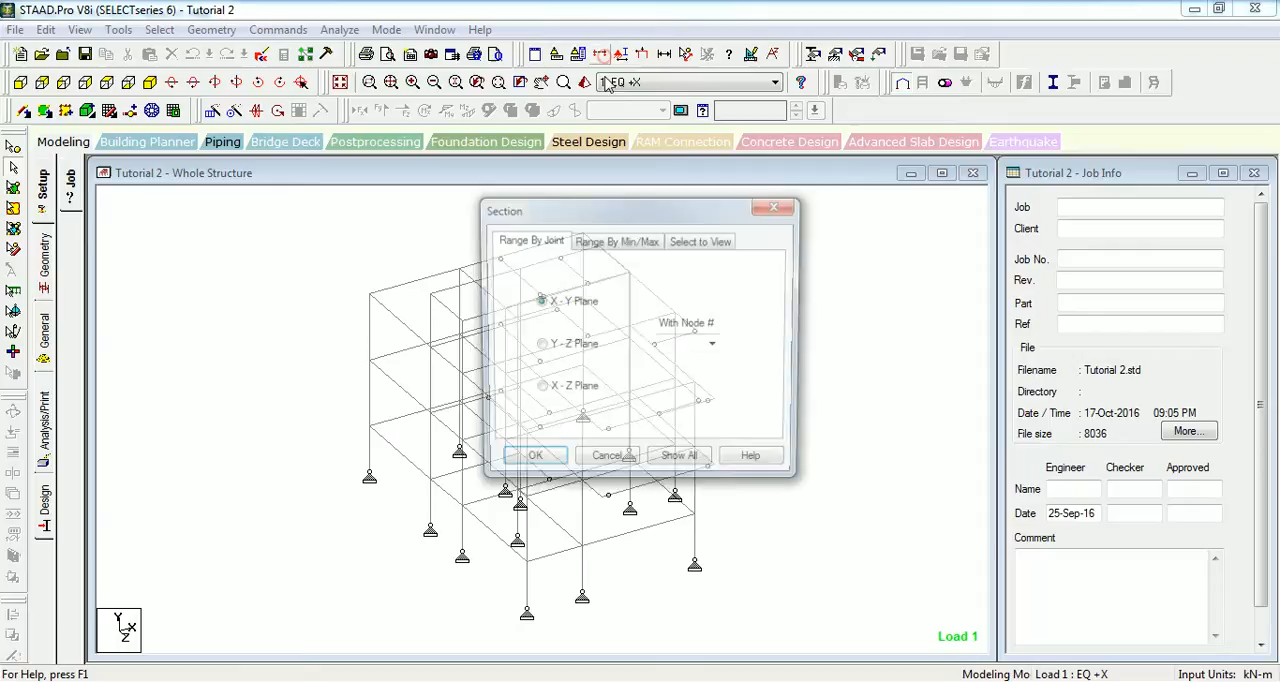 STAAD.Pro V8i (SELECTseries 6) - Tutorial 2
File Edit View Tools Select Geometry Commands Analyze Mode Window Help
1: EQ +X
Modeling Building Planner Piping Bridge Deck Postprocessing Foundation Design Steel Design RAM Connection Concrete Design Advanced Slab Design Earthquake
Setup
Job
Geometry
General
Analysis/Print
Design
Tutorial 2 - Whole Structure
Section
Range By Joint Range By Min/Max Select to View
X - Y Plane
With Node #
Y - Z Plane
X - Z Plane
OK Cancel Show All Help
Y
X
Z
Load 1
Tutorial 2 - Job Info
Job
Client
Job No.
Rev.
Part
Ref
File
Filename : Tutorial 2.std
Directory :
Date / Time : 17-Oct-2016 09:05 PM
File size : 8036 More...
Engineer Checker Approved
Name
Date 25-Sep-16
Comment
For Help, press F1
Modeling Mo Load 1 : EQ +X Input Units: kN-m